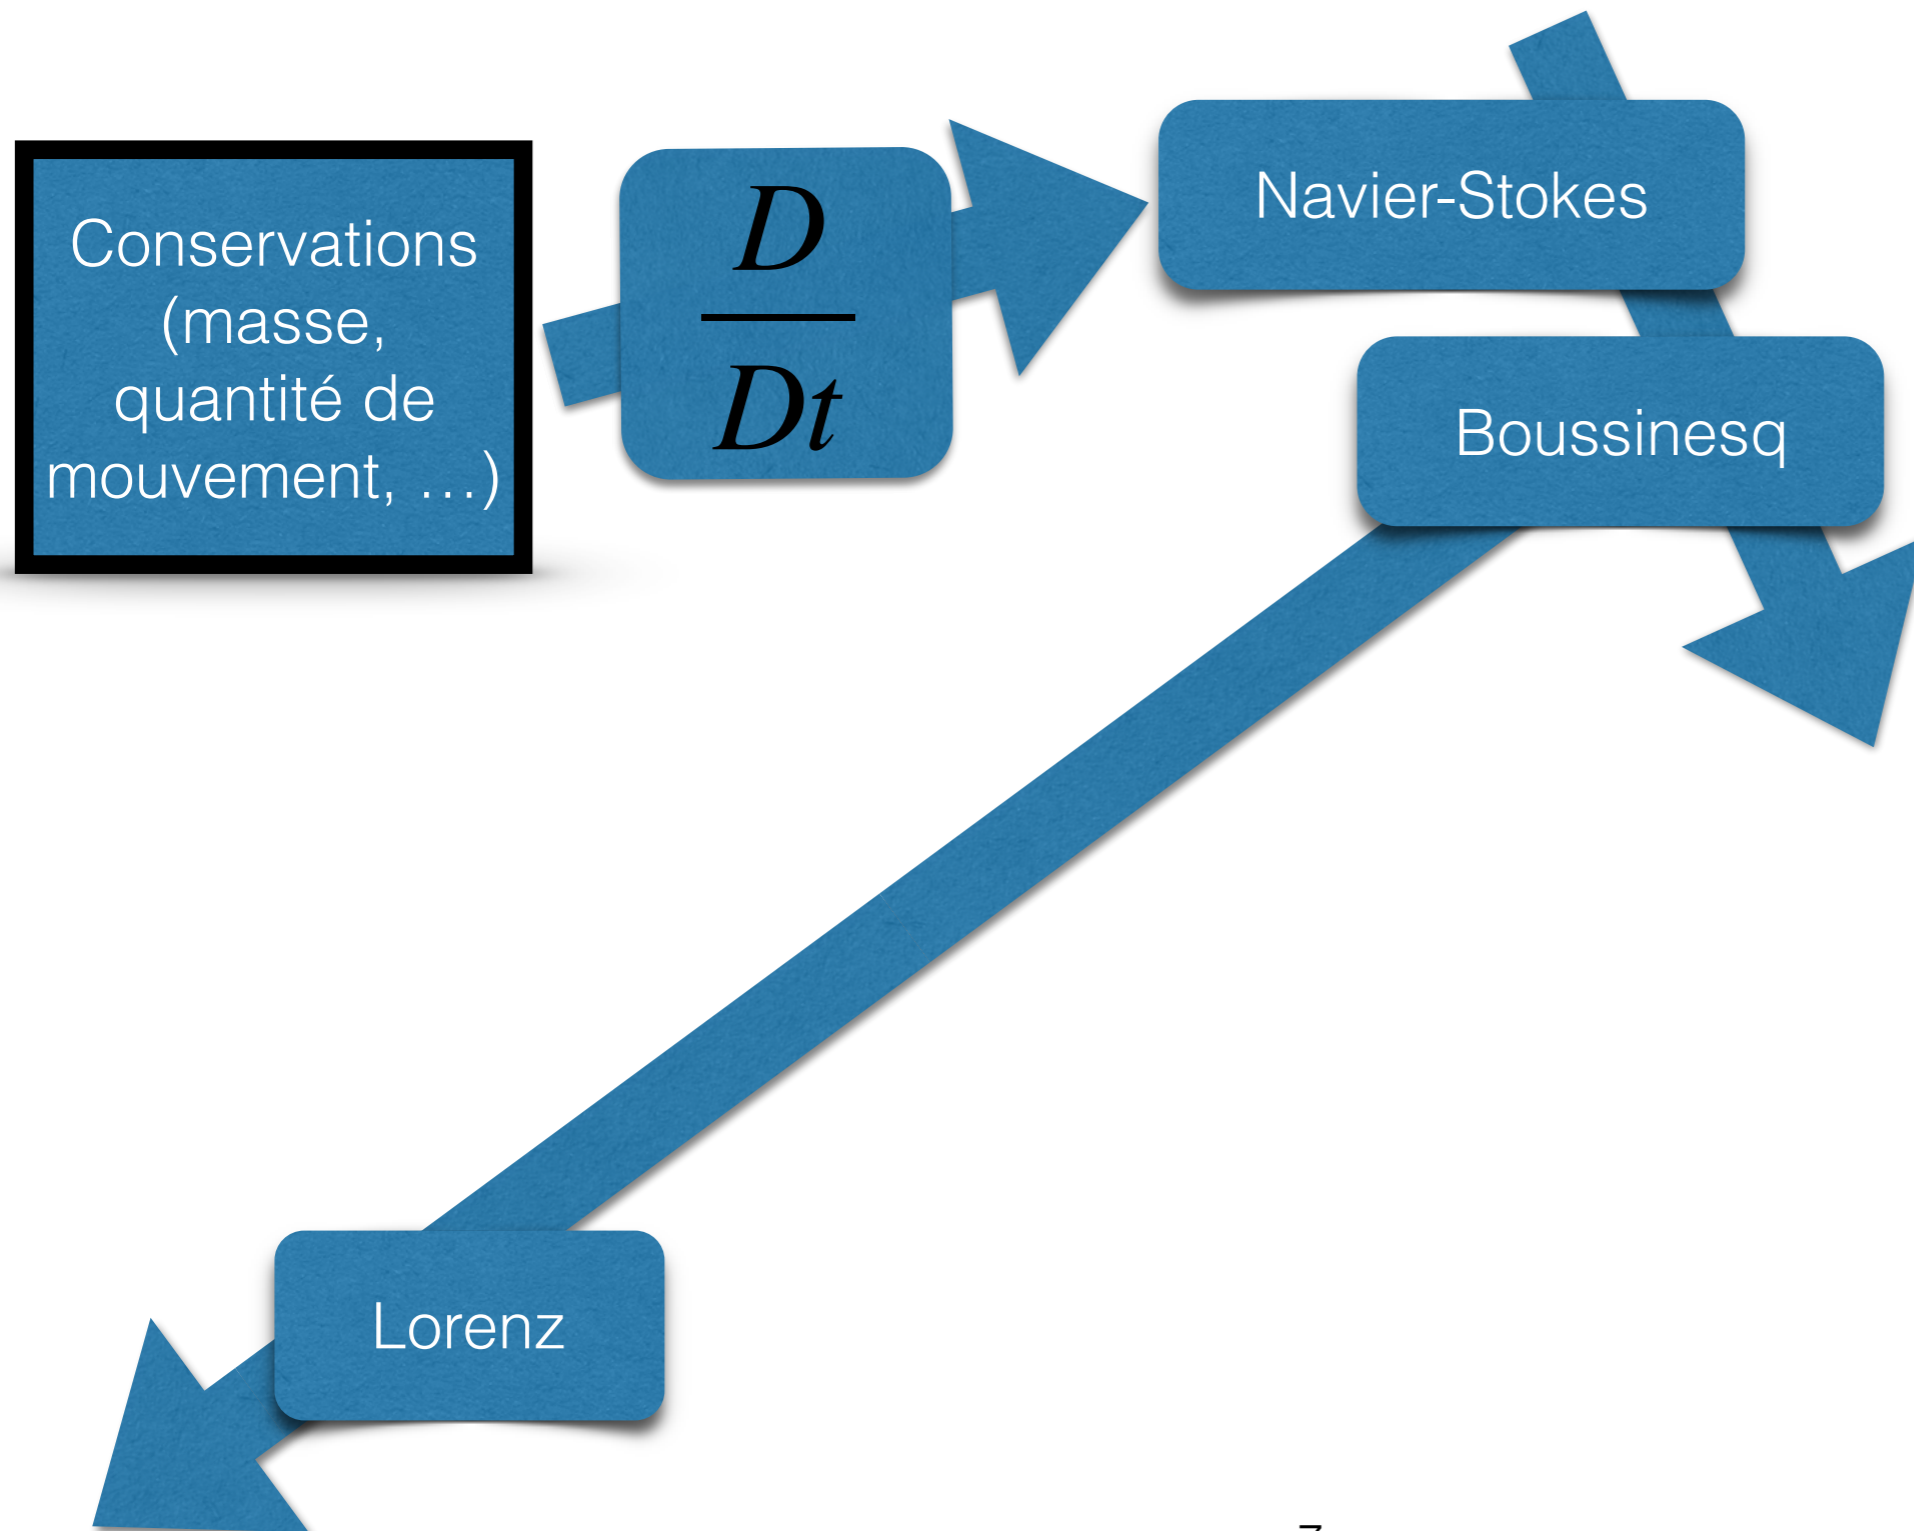 Conservations
(masse,
quantité de
mouvement, …)
D
Dt
Navier-Stokes
Boussinesq
Lorenz